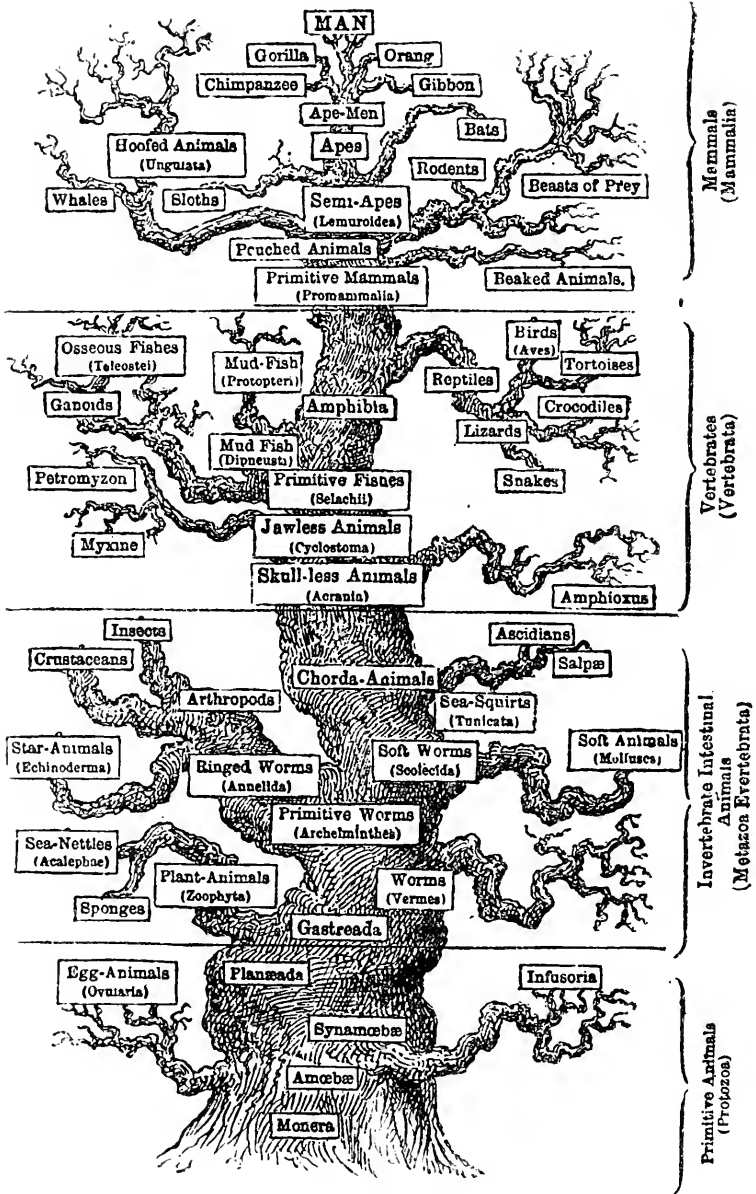 MAN
Gorilla
Orang
Chimpanzee
Gibbon
Ape-Men
Bats
Hoofed Animals
(Ungulata)
Apes
Rodents
Whales
Sloths
Semi-Apes
(Lemuroidea)
Beasts of Prey
Pouched Animals
Primitive Mammals
(Promammalia)
Beaked Animals.
Mammals
(Mammalia)
Osseous Fishes
(Teleostei)
Mud-Fish
(Protopteri)
Birds
(Aves)
Tortoises
Reptiles
Ganoids
Amphibia
Crocodiles
Lizards
Mud Fish
(Dipneusti)
Petromyzon
Primitive Fishes
(Selachii)
Snakes
Jawless Animals
(Cyclostoma)
Myxine
Skull-less Animals
(Acrania)
Amphioxus
Vertebrates
(Vertebrata)
Insects
Ascidians
Crustaceans
Salpæ
Chorda-Animals
Arthropods
Sea-Squirts
(Tunicata)
Star-Animals
(Echinoderma)
Ringed Worms
(Annelida)
Soft Worms
(Scolecida)
Soft Animals
(Mollusca)
Primitive Worms
(Archelminthes)
Sea-Nettles
(Acalephae)
Plant-Animals
(Zoophyta)
Worms
(Vermes)
Sponges
Gastreada
Invertebrate Intestinal
Animals
(Metazoa Evertebrata)
Egg-Animals
(Ovularia)
Planæada
Infusoria
Synamœbæ
Amœbæ
Monera
Primitive Animals
(Protozoa)